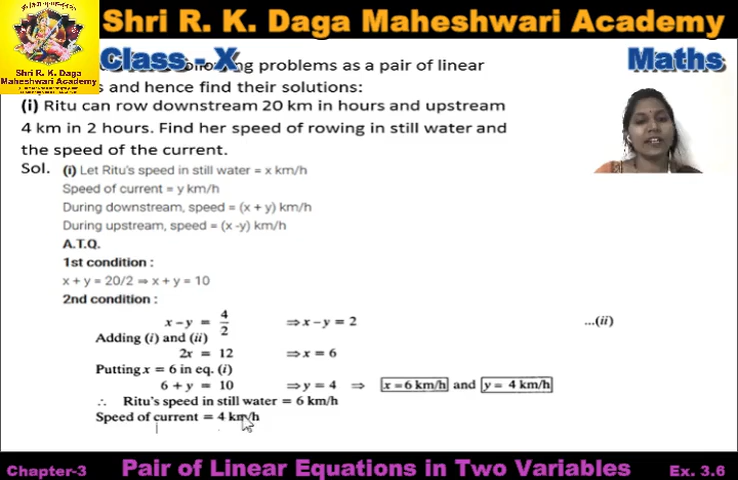 Shri R. K. Daga Maheshwari Academy
Shri R. K. Daga
Maheshwari Academy
Class - X
Maths
problems as a pair of linear
and hence find their solutions:
(i) Ritu can row downstream 20 km in hours and upstream
4 km in 2 hours. Find her speed of rowing in still water and
the speed of the current.
Sol. (i) Let Ritu's speed in still water = x km/h
Speed of current = y km/h
During downstream, speed = (x + y) km/h
During upstream, speed = (x -y) km/h
A.T.Q.
1st condition :
x + y = 20/2 ⇒ x + y = 10
2nd condition :
x – y = 4/2 ⇒ x – y = 2 ...(ii)
Adding (i) and (ii)
2x = 12 ⇒ x = 6
Putting x = 6 in eq. (i)
6 + y = 10 ⇒ y = 4 ⇒ x = 6 km/h and y = 4 km/h
∴ Ritu's speed in still water = 6 km/h
Speed of current = 4 km/h
Chapter-3 Pair of Linear Equations in Two Variables Ex. 3.6